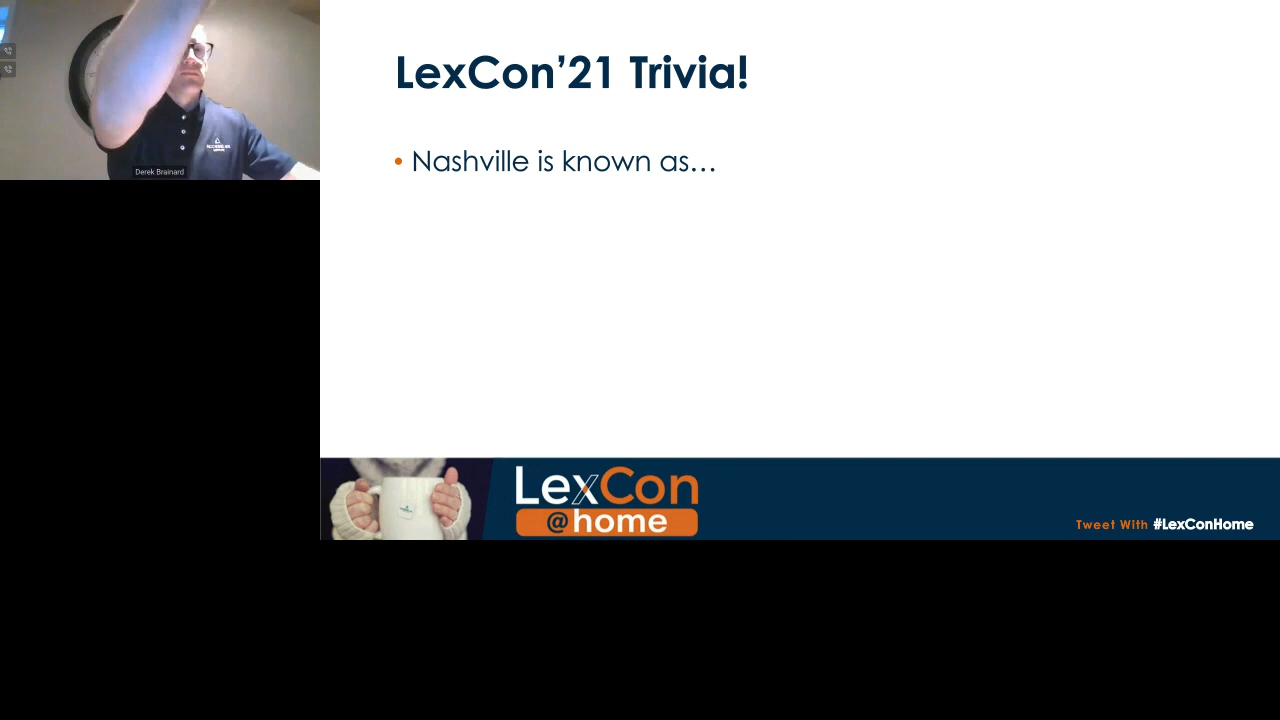 LexCon’21 Trivia!
• Nashville is known as…
Derek Brainard
LexCon
@home
Tweet With #LexConHome